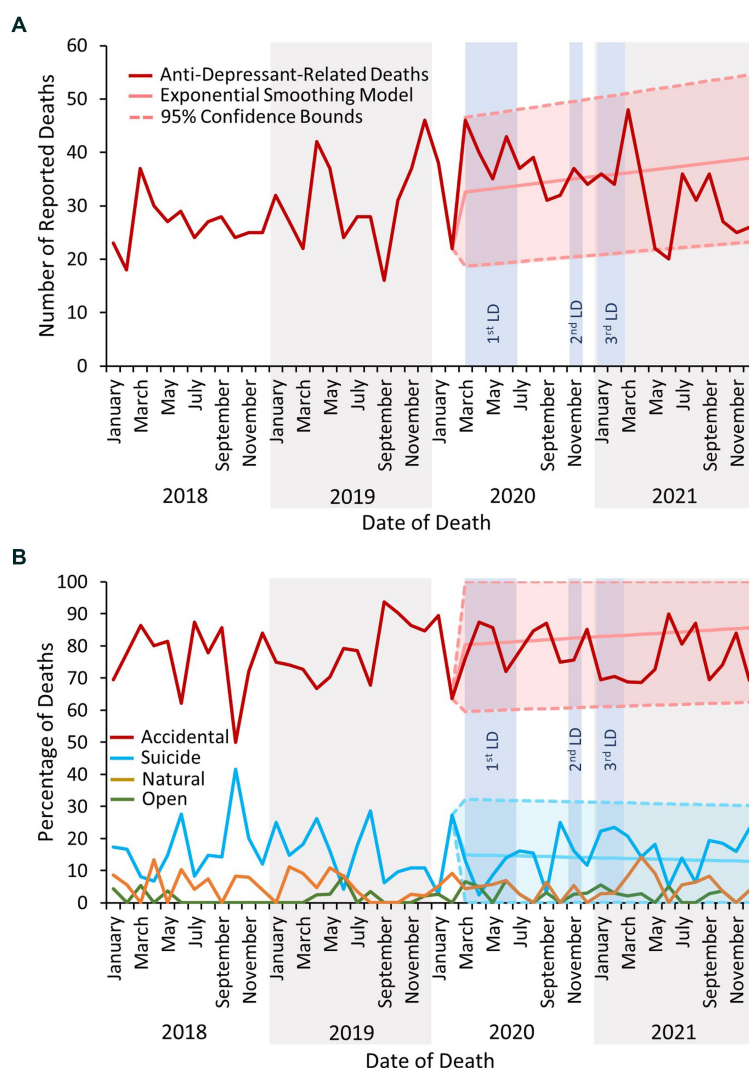 A
60
50
40
30
20
10
0
Number of Reported Deaths
Anti-Depressant-Related Deaths
Exponential Smoothing Model
95% Confidence Bounds
1st LD
2nd LD
3rd LD
January
March
May
July
September
November
January
March
May
July
September
November
January
March
May
July
September
November
January
March
May
July
September
November
2018
2019
2020
2021
Date of Death
B
100
90
80
70
60
50
40
30
20
10
0
Percentage of Deaths
Accidental
Suicide
Natural
Open
1st LD
2nd LD
3rd LD
January
March
May
July
September
November
January
March
May
July
September
November
January
March
May
July
September
November
January
March
May
July
September
November
2018
2019
2020
2021
Date of Death